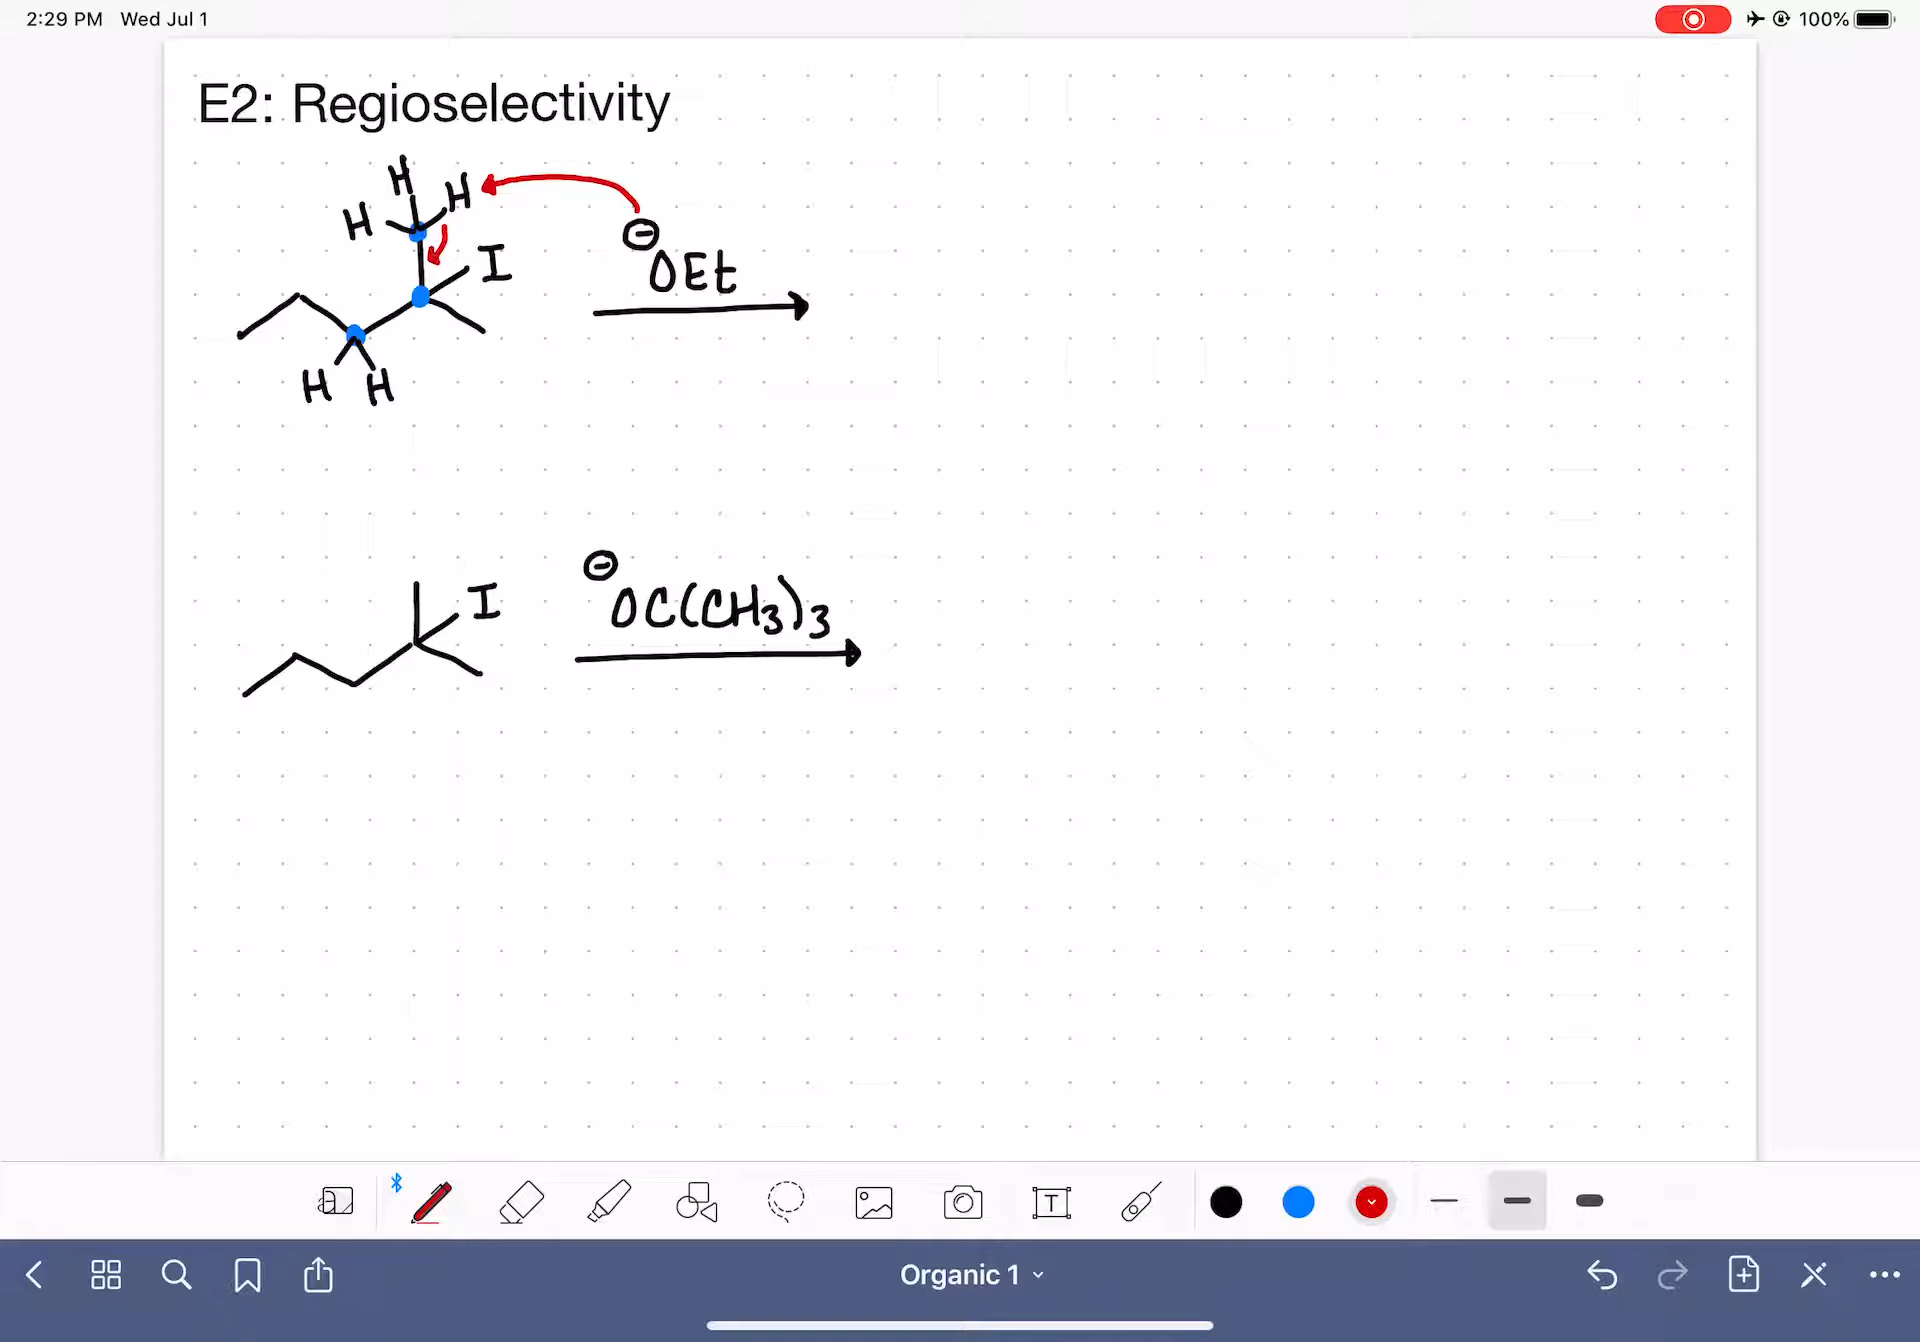 2:29 PM Wed Jul 1
100%
E2: Regioselectivity
H
H
H
I
⊖
OEt
H H
⊖
I
OC(CH3)3
a
T
Organic 1